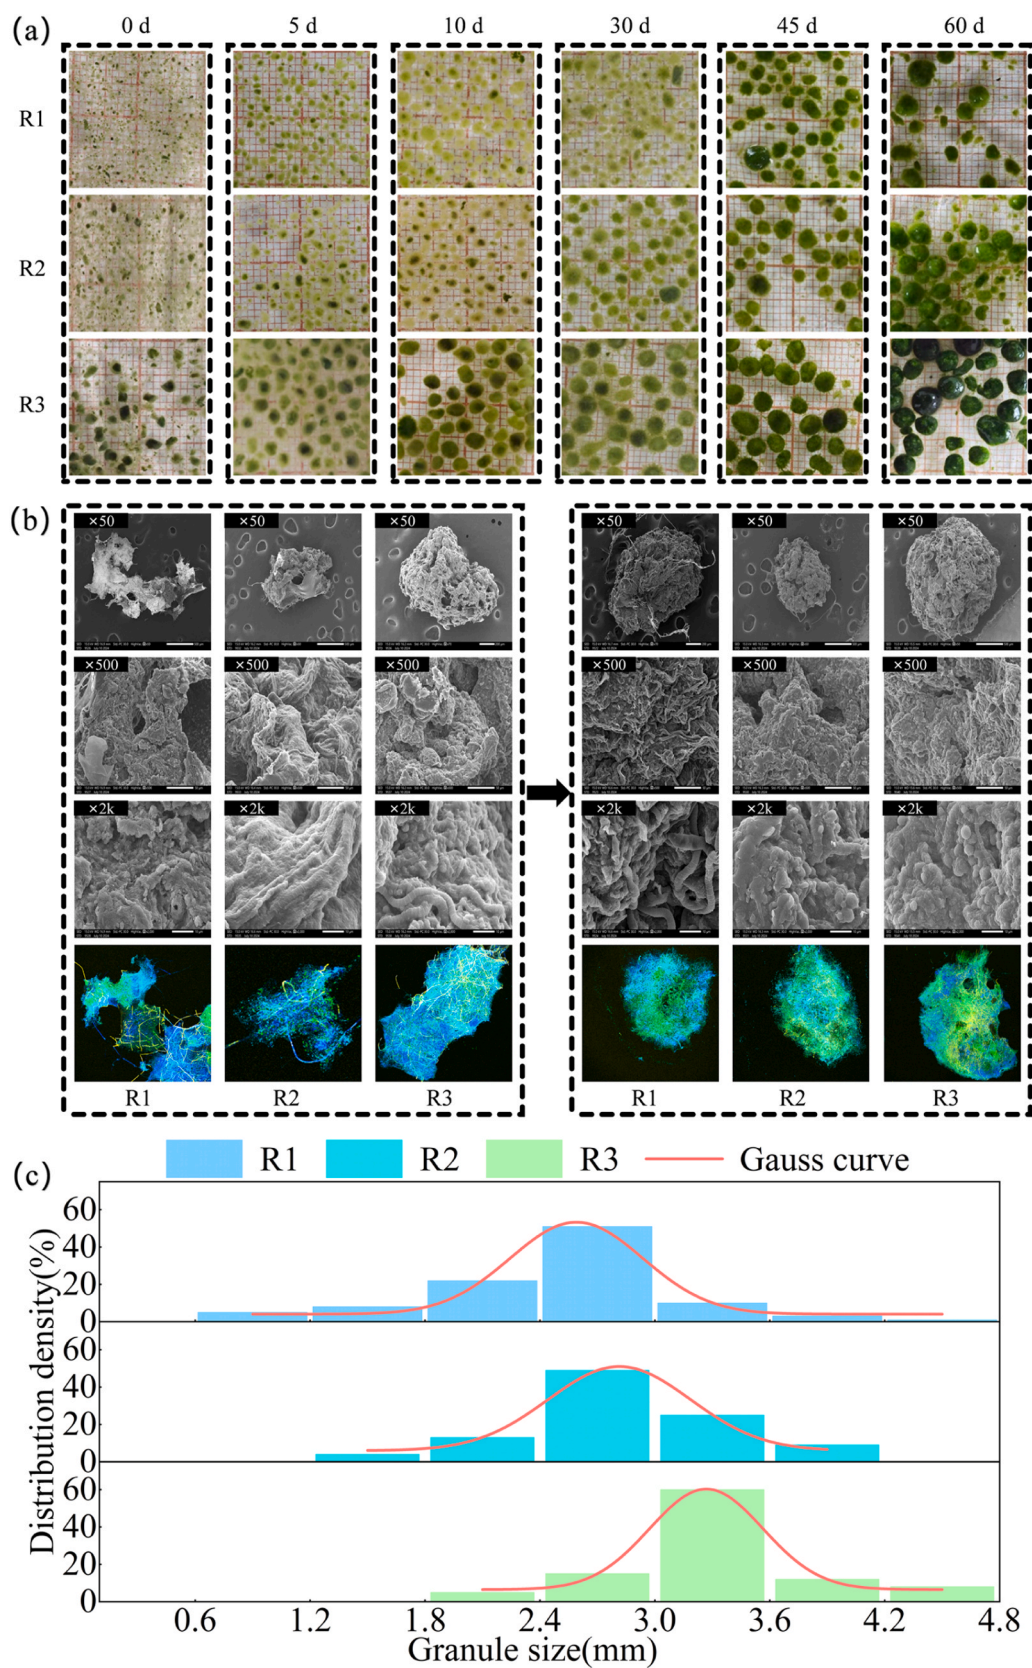 (a)
0 d 5 d 10 d 30 d 45 d 60 d
R1
R2
R3
(b)
×50 ×50 ×50 ×50 ×50 ×50
×500 ×500 ×500 ×500 ×500 ×500
×2k ×2k ×2k ×2k ×2k ×2k
R1 R2 R3 R1 R2 R3
R1 R2 R3 Gauss curve
(c)
Distribution density(%)
60
40
20
0
60
40
20
0
60
40
20
0
0.6 1.2 1.8 2.4 3.0 3.6 4.2 4.8
Granule size(mm)